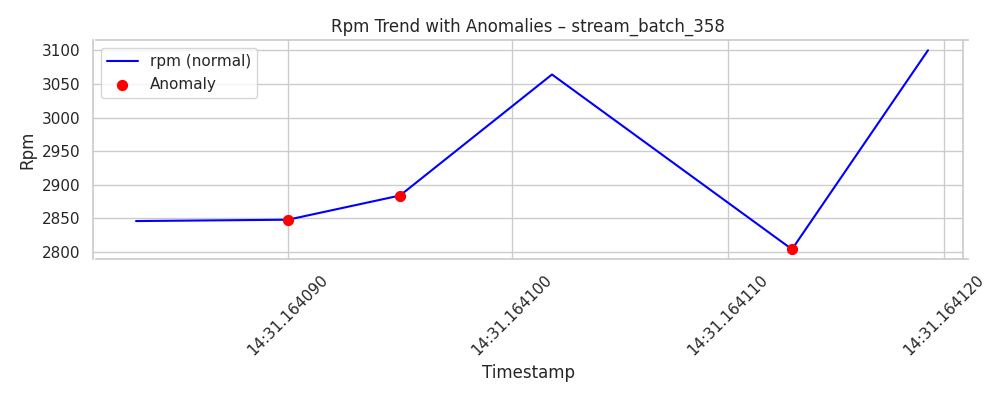 Rpm Trend with Anomalies – stream_batch_358
rpm (normal)
Anomaly
Rpm
3100
3050
3000
2950
2900
2850
2800
14:31.164090
14:31.164100
14:31.164110
14:31.164120
Timestamp